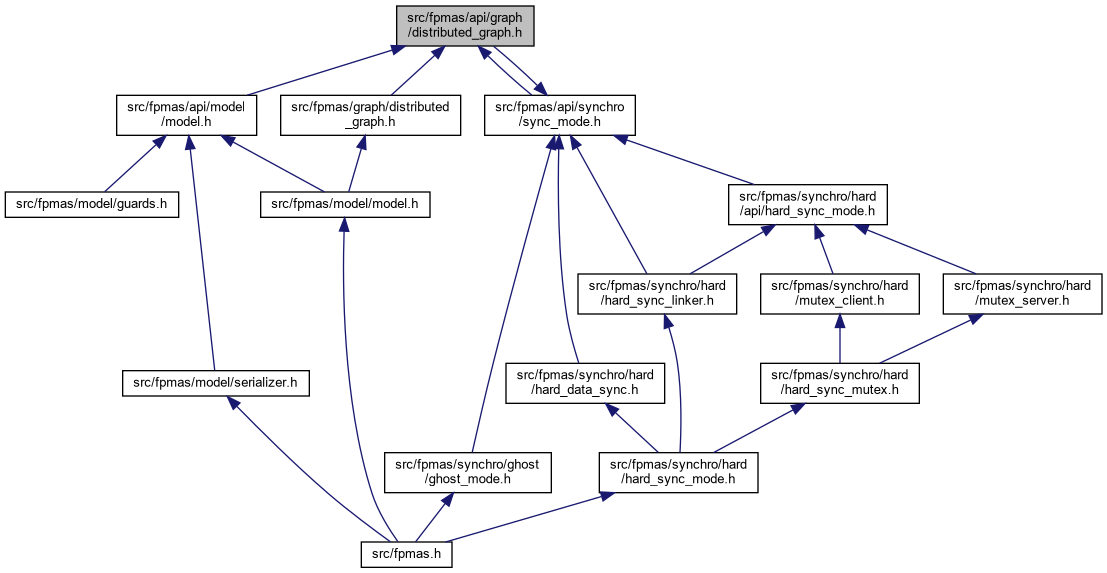 src/fpmas/api/graph
/distributed_graph.h
src/fpmas/api/model
/model.h
src/fpmas/graph/distributed
_graph.h
src/fpmas/api/synchro
/sync_mode.h
src/fpmas/model/guards.h
src/fpmas/model/model.h
src/fpmas/synchro/hard
/api/hard_sync_mode.h
src/fpmas/synchro/hard
/hard_sync_linker.h
src/fpmas/synchro/hard
/mutex_client.h
src/fpmas/synchro/hard
/mutex_server.h
src/fpmas/model/serializer.h
src/fpmas/synchro/hard
/hard_data_sync.h
src/fpmas/synchro/hard
/hard_sync_mutex.h
src/fpmas/synchro/ghost
/ghost_mode.h
src/fpmas/synchro/hard
/hard_sync_mode.h
src/fpmas.h